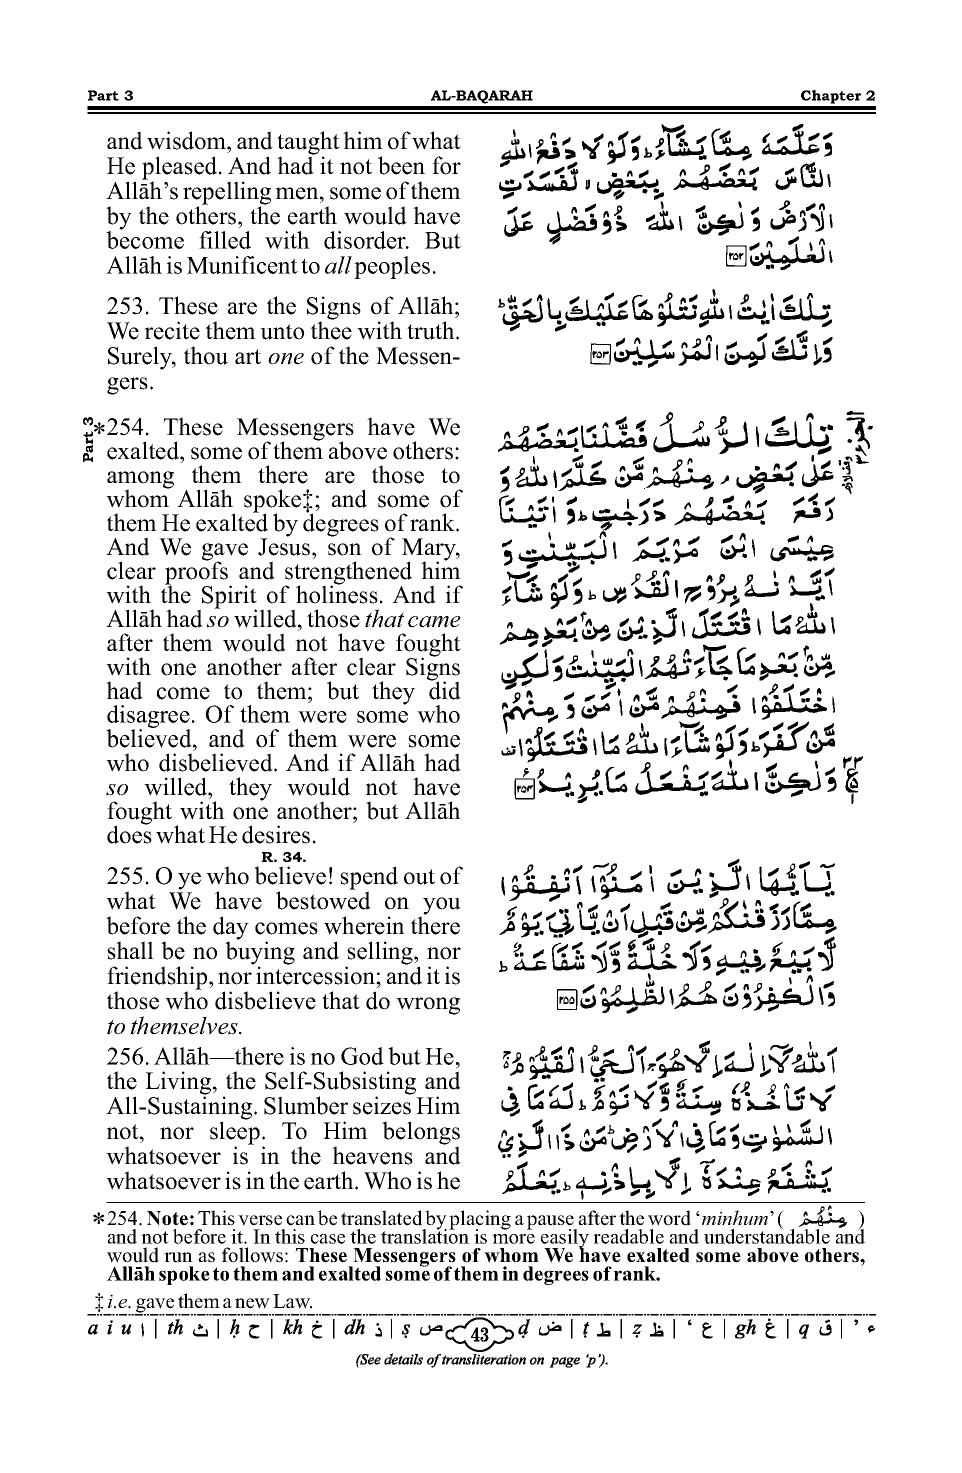 Part 3 AL-BAQARAH Chapter 2
and wisdom, and taught him of what
He pleased. And had it not been for
Allāh’s repelling men, some of them
by the others, the earth would have
become filled with disorder. But
Allāh is Munificent to all peoples.
253. These are the Signs of Allāh;
We recite them unto thee with truth.
Surely, thou art one of the Messen-
gers.
Part 3
*254. These Messengers have We
exalted, some of them above others:
among them there are those to
whom Allāh spoke‡; and some of
them He exalted by degrees of rank.
And We gave Jesus, son of Mary,
clear proofs and strengthened him
with the Spirit of holiness. And if
Allāh had so willed, those that came
after them would not have fought
with one another after clear Signs
had come to them; but they did
disagree. Of them were some who
believed, and of them were some
who disbelieved. And if Allāh had
so willed, they would not have
fought with one another; but Allāh
does what He desires.
R. 34.
255. O ye who believe! spend out of
what We have bestowed on you
before the day comes wherein there
shall be no buying and selling, nor
friendship, nor intercession; and it is
those who disbelieve that do wrong
to themselves.
256. Allāh—there is no God but He,
the Living, the Self-Subsisting and
All-Sustaining. Slumber seizes Him
not, nor sleep. To Him belongs
whatsoever is in the heavens and
whatsoever is in the earth. Who is he
وَعَلَّمَهٗ مِمَّا يَشَآءُ ؕ وَلَوْ لَا دَفْعُ اللّٰهِ
النَّاسَ بَعْضَهُمْ بِبَعْضٍ ۙ لَّفَسَدَتِ
الْاَرْضُ وَ لٰكِنَّ اللّٰهَ ذُوْ فَضْلٍ عَلَى
الْعٰلَمِيْنَ ۲۵۲
تِلْكَ اٰيٰتُ اللّٰهِ نَتْلُوْهَا عَلَيْكَ بِالْحَقِّ ؕ
وَاِنَّكَ لَمِنَ الْمُرْسَلِيْنَ ۲۵۳
تِلْكَ الرُّسُلُ فَضَّلْنَا بَعْضَهُمْ
عَلٰى بَعْضٍ ۘ مِنْهُمْ مَّنْ كَلَّمَ اللّٰهُ وَ
رَفَعَ بَعْضَهُمْ دَرَجٰتٍ ؕ وَ اٰتَيْنَا
عِيْسَى ابْنَ مَرْيَمَ الْبَيِّنٰتِ وَ
اَيَّدْنٰهُ بِرُوْحِ الْقُدُسِ ؕ وَلَوْ شَآءَ
اللّٰهُ مَا اقْتَتَلَ الَّذِيْنَ مِنْۢ بَعْدِهِمْ
مِّنْۢ بَعْدِ مَا جَآءَتْهُمُ الْبَيِّنٰتُ وَلٰكِنِ
اخْتَلَفُوْا فَمِنْهُمْ مَّنْ اٰمَنَ وَ مِنْهُمْ
مَّنْ كَفَرَ ؕ وَلَوْ شَآءَ اللّٰهُ مَا اقْتَتَلُوْا ۟
وَلٰكِنَّ اللّٰهَ يَفْعَلُ مَا يُرِيْدُ ۲۵۴
يٰۤاَيُّهَا الَّذِيْنَ اٰمَنُوْۤا اَنْفِقُوْا
مِمَّا رَزَقْنٰكُمْ مِّنْ قَبْلِ اَنْ يَّاْتِيَ يَوْمٌ
لَّا بَيْعٌ فِيْهِ وَلَا خُلَّةٌ وَّلَا شَفَاعَةٌ ؕ
وَالْكٰفِرُوْنَ هُمُ الظّٰلِمُوْنَ ۲۵۵
اَللّٰهُ لَاۤ اِلٰهَ اِلَّا هُوَ ۚ اَلْحَيُّ الْقَيُّوْمُ ۚ
لَا تَاْخُذُهٗ سِنَةٌ وَّلَا نَوْمٌ ؕ لَهٗ مَا فِي
السَّمٰوٰتِ وَمَا فِي الْاَرْضِ ؕ مَنْ ذَا الَّذِيْ
يَشْفَعُ عِنْدَهٗۤ اِلَّا بِاِذْنِهٖ ؕ يَعْلَمُ
*254. Note: This verse can be translated by placing a pause after the word ‘minhum’ ( مِنْهُمْ )
and not before it. In this case the translation is more easily readable and understandable and
would run as follows: These Messengers of whom We have exalted some above others,
Allāh spoke to them and exalted some of them in degrees of rank.
‡ i.e. gave them a new Law.
a i u ا | th ث | ḥ ح | kh خ | dh ذ | ṣ ص 43 ḍ ض | ṭ ط | ẓ ظ | ‘ ع | gh غ | q ق | ’ ء
(See details of transliteration on page ‘p’).